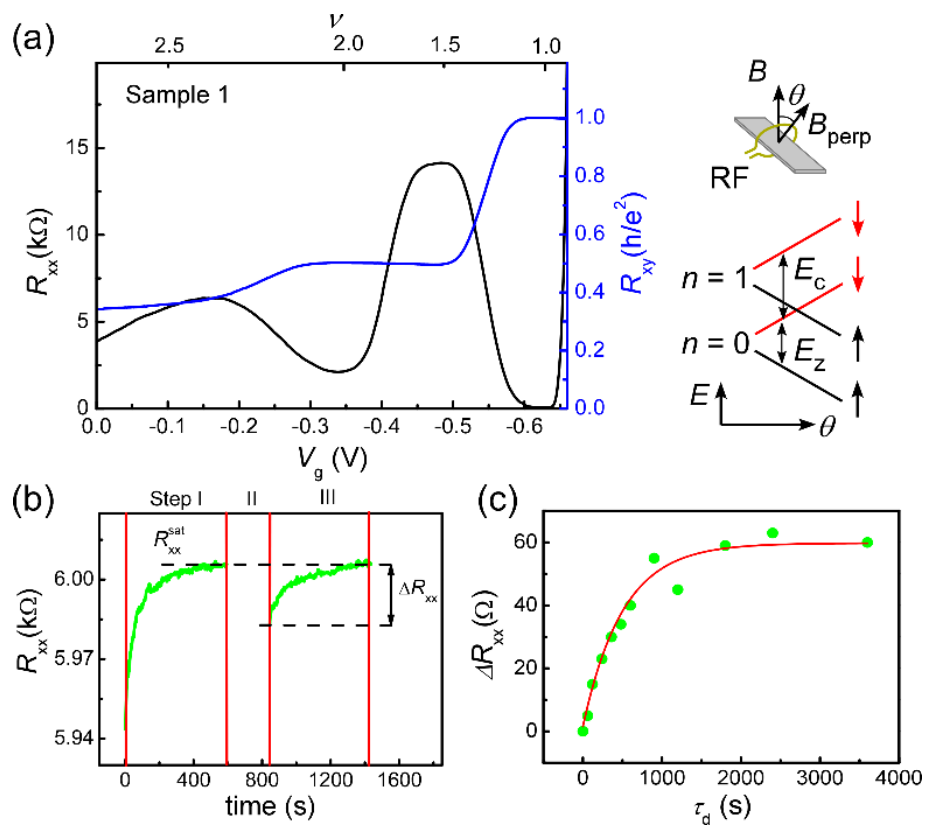 (a)
ν
2.5 2.0 1.5 1.0
Sample 1
15
10
5
0
R_xx(kΩ)
1.0
0.8
0.6
0.4
0.2
0.0
R_xy(h/e²)
0.0 -0.1 -0.2 -0.3 -0.4 -0.5 -0.6
V_g (V)
B
θ
B_perp
RF
n = 1
E_c
n = 0
E_z
E
θ
(b)
Step I II III
R_xx^sat
ΔR_xx
6.00
5.97
5.94
R_xx(kΩ)
0 400 800 1200 1600
time (s)
(c)
60
40
20
0
ΔR_xx(Ω)
0 1000 2000 3000 4000
τ_d (s)